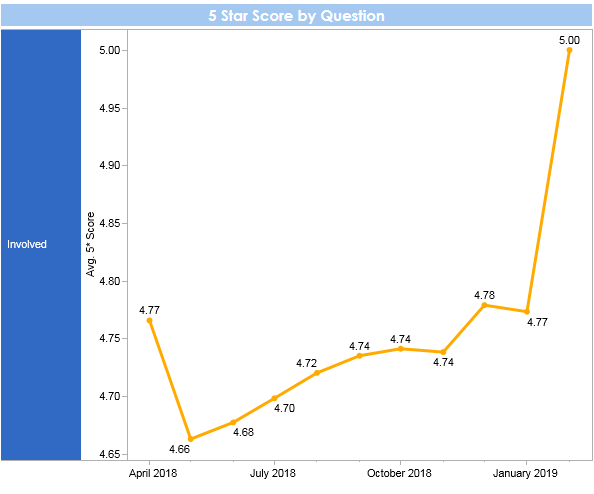 5 Star Score by Question
Involved
Avg. 5* Score
5.00
4.95
4.90
4.85
4.80
4.75
4.70
4.65
4.77
4.66
4.68
4.70
4.72
4.74
4.74
4.74
4.78
4.77
5.00
April 2018
July 2018
October 2018
January 2019